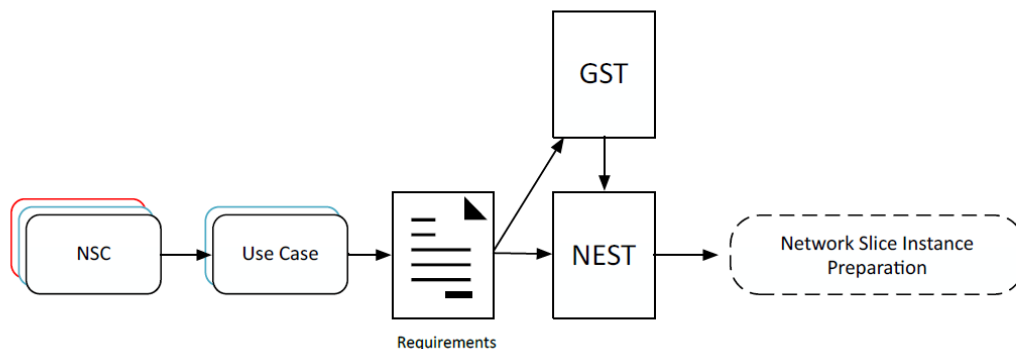 GST
NSC
Use Case
NEST
Network Slice Instance
Preparation
Requirements